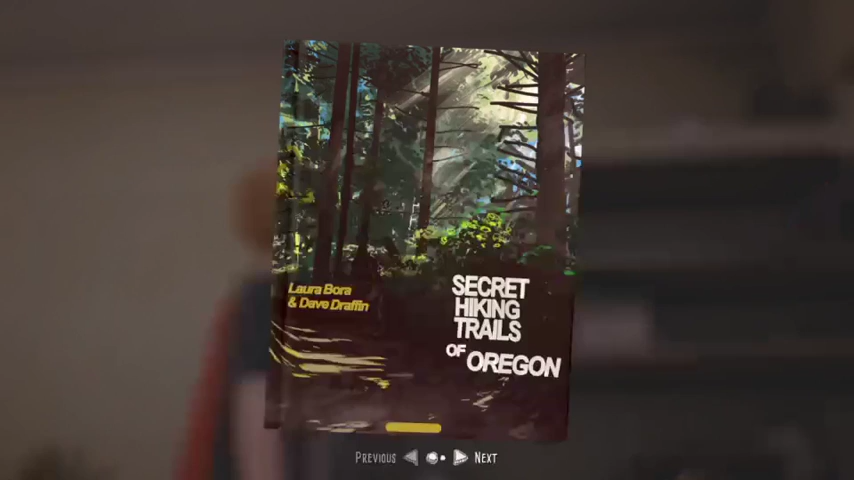 Laura Bora
& Dave Draffin
SECRET
HIKING
TRAILS
OF OREGON
PREVIOUS NEXT